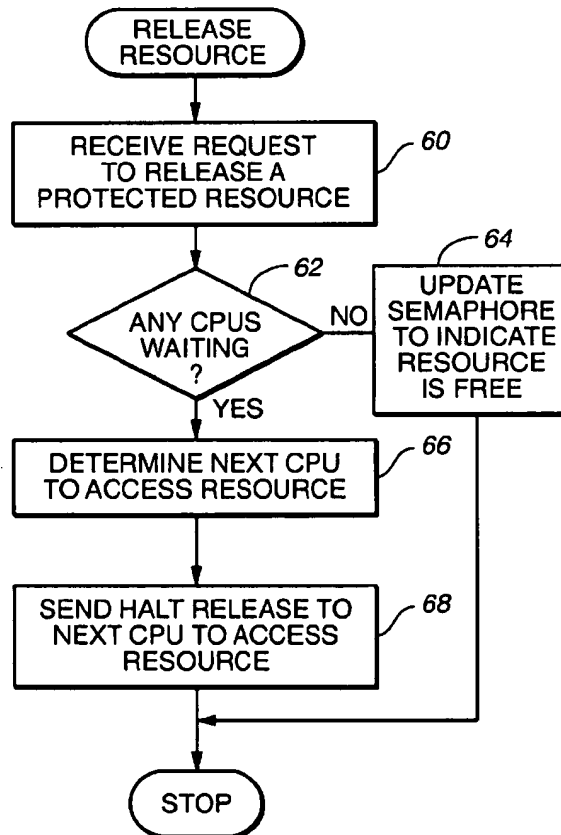 RELEASE
RESOURCE
RECEIVE REQUEST
TO RELEASE A
PROTECTED RESOURCE
60
62
ANY CPUS
WAITING
?
NO
YES
64
UPDATE
SEMAPHORE
TO INDICATE
RESOURCE
IS FREE
DETERMINE NEXT CPU
TO ACCESS RESOURCE
66
SEND HALT RELEASE TO
NEXT CPU TO ACCESS
RESOURCE
68
STOP